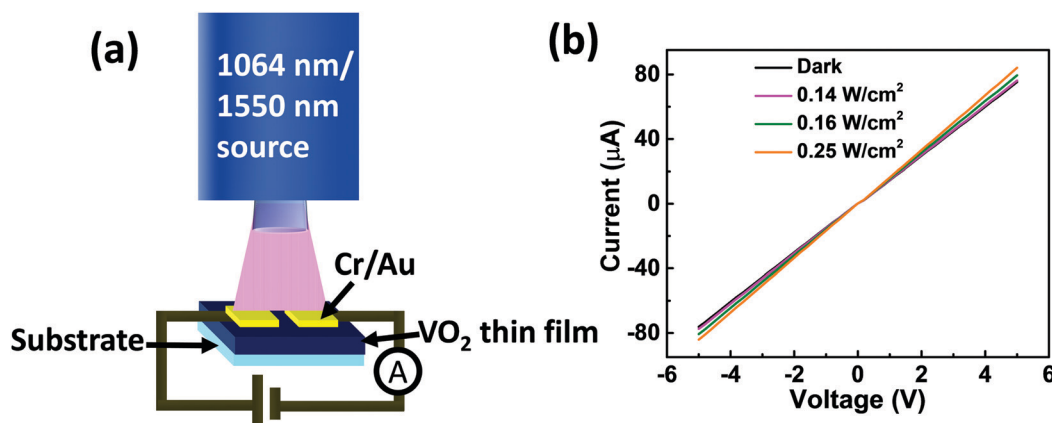 (a)
1064 nm/
1550 nm
source
Cr/Au
Substrate
VO₂ thin film
A
(b)
Dark
0.14 W/cm²
0.16 W/cm²
0.25 W/cm²
Current (μA)
80
40
0
-40
-80
-6 -4 -2 0 2 4 6
Voltage (V)